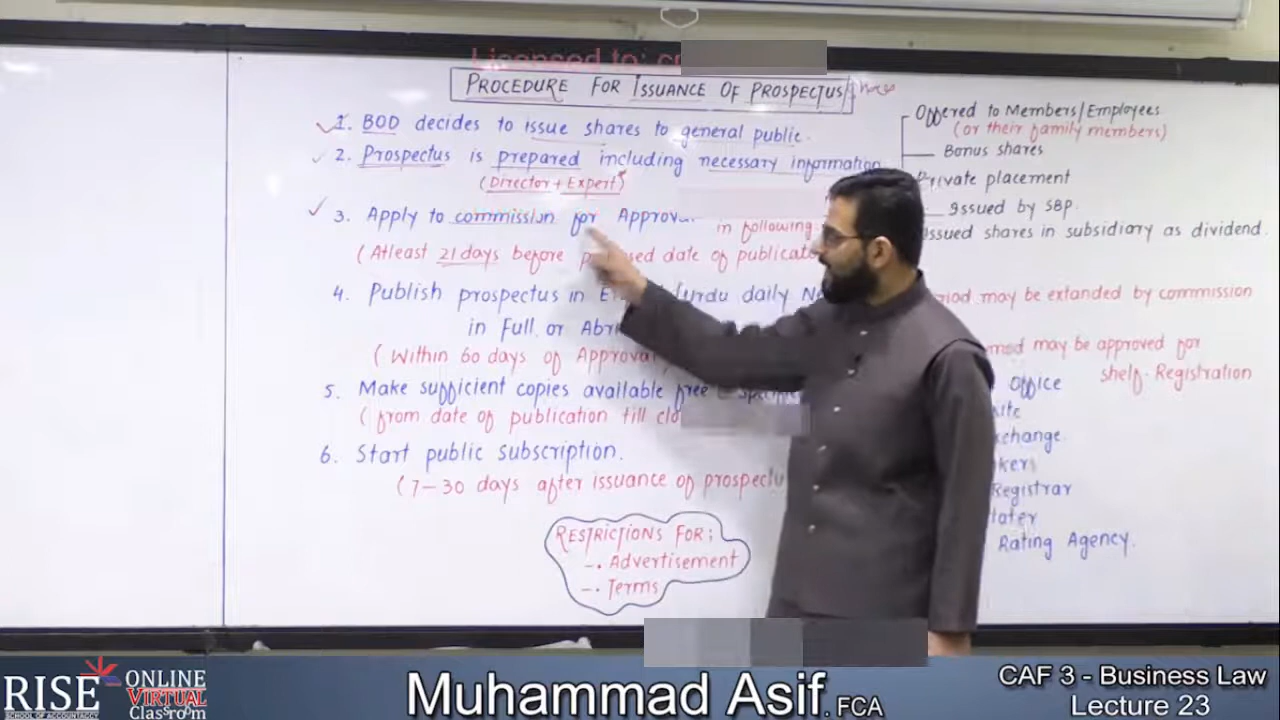 Licensed to:
PROCEDURE FOR ISSUANCE OF PROSPECTUS/
1. BOD decides to issue shares to general public.
2. Prospectus is prepared including necessary information
(Director + Expert)
3. Apply to commission for in following:
(Atleast 21 days before date of
4. Publish prospectus in Urdu daily
in Full or
(Within 60 days of Approval
5. Make sufficient copies available free
(from date of publication till
6. Start public subscription.
(7-30 days after issuance of
RESTRICTIONS FOR:
-. Advertisement
-. Terms
Offered to Members/Employees
(or their family members)
Bonus shares
Private placement
Issued by SBP.
Issued shares in subsidiary as dividend.
may be extanded by commission
may be approved for
shelf-Registration
Office
Registrar
Rating Agency.
RISE
SCHOOL OF ACCOUNTANCY
ONLINE
VIRTUAL
Classroom
Muhammad Asif. FCA
CAF 3 - Business Law
Lecture 23